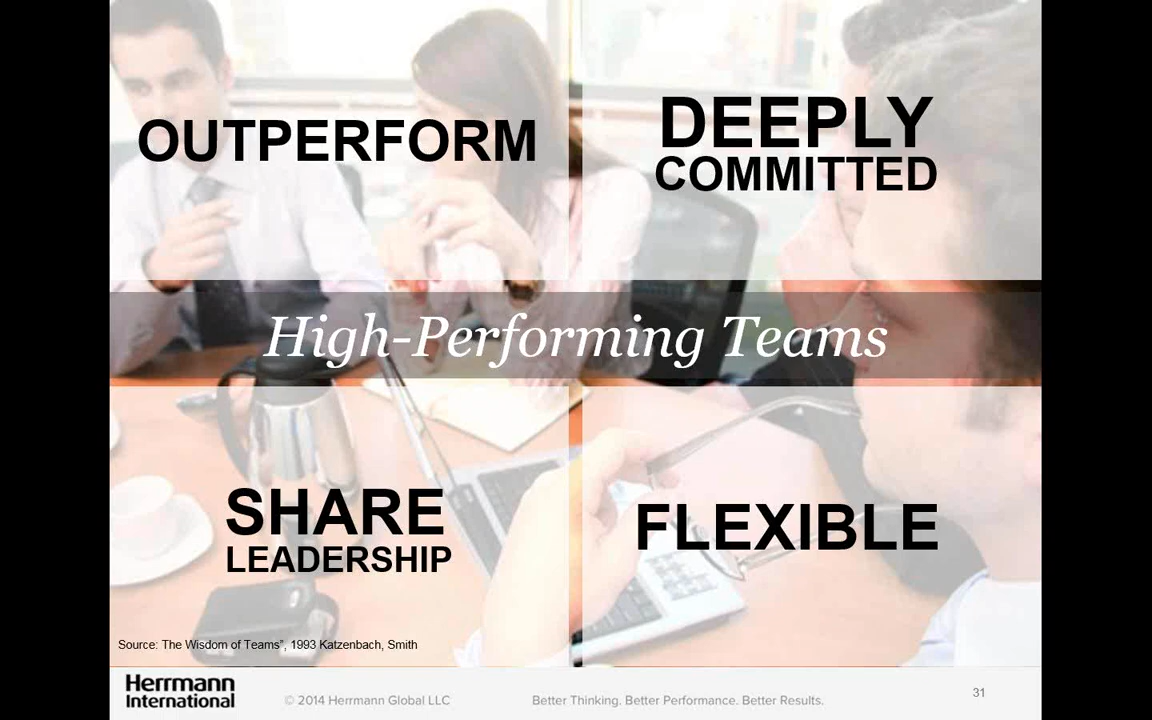 OUTPERFORM
DEEPLY
COMMITTED
High-Performing Teams
SHARE
LEADERSHIP
FLEXIBLE
Source: The Wisdom of Teams”, 1993 Katzenbach, Smith
Herrmann
International
© 2014 Herrmann Global LLC
Better Thinking. Better Performance. Better Results.
31